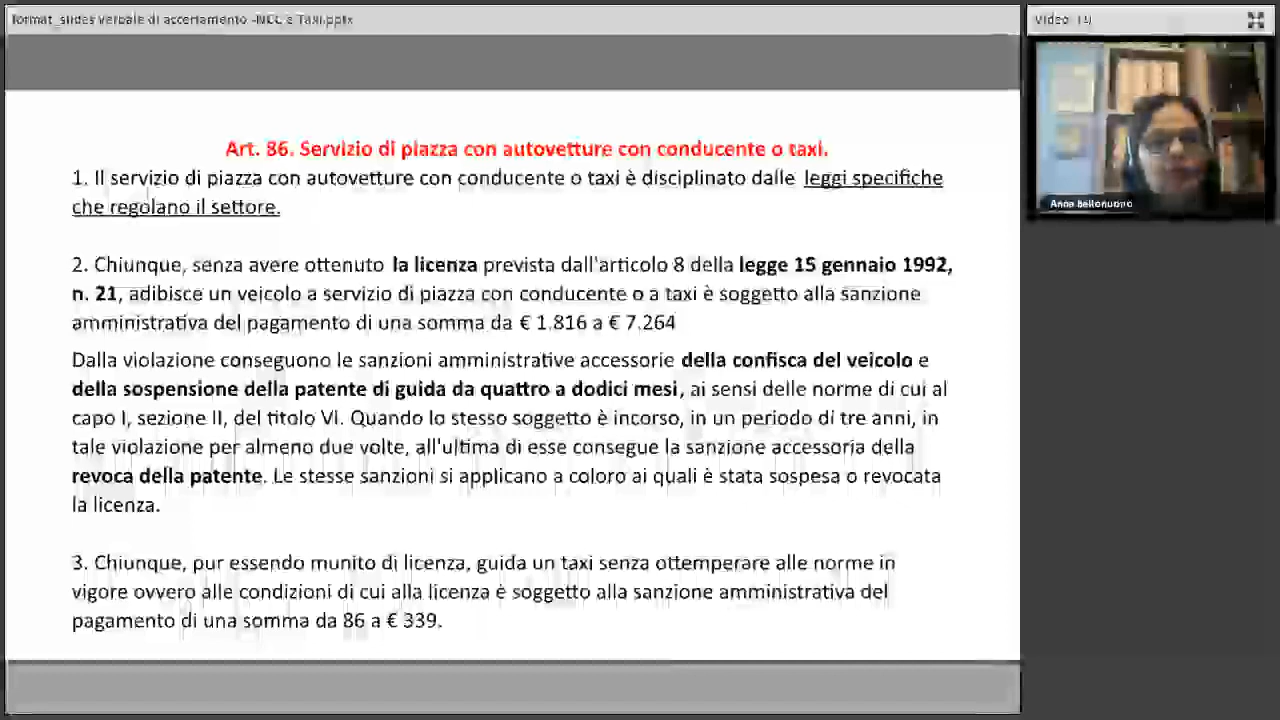 format_slides verbale di accertamento -NCC e Taxi.pptx
Art. 86. Servizio di piazza con autovetture con conducente o taxi.
1. Il servizio di piazza con autovetture con conducente o taxi è disciplinato dalle leggi specifiche
che regolano il settore.
2. Chiunque, senza avere ottenuto la licenza prevista dall'articolo 8 della legge 15 gennaio 1992,
n. 21, adibisce un veicolo a servizio di piazza con conducente o a taxi è soggetto alla sanzione
amministrativa del pagamento di una somma da € 1.816 a € 7.264
Dalla violazione conseguono le sanzioni amministrative accessorie della confisca del veicolo e
della sospensione della patente di guida da quattro a dodici mesi, ai sensi delle norme di cui al
capo I, sezione II, del titolo VI. Quando lo stesso soggetto è incorso, in un periodo di tre anni, in
tale violazione per almeno due volte, all'ultima di esse consegue la sanzione accessoria della
revoca della patente. Le stesse sanzioni si applicano a coloro ai quali è stata sospesa o revocata
la licenza.
3. Chiunque, pur essendo munito di licenza, guida un taxi senza ottemperare alle norme in
vigore ovvero alle condizioni di cui alla licenza è soggetto alla sanzione amministrativa del
pagamento di una somma da 86 a € 339.
Video
Anna Bellonuono